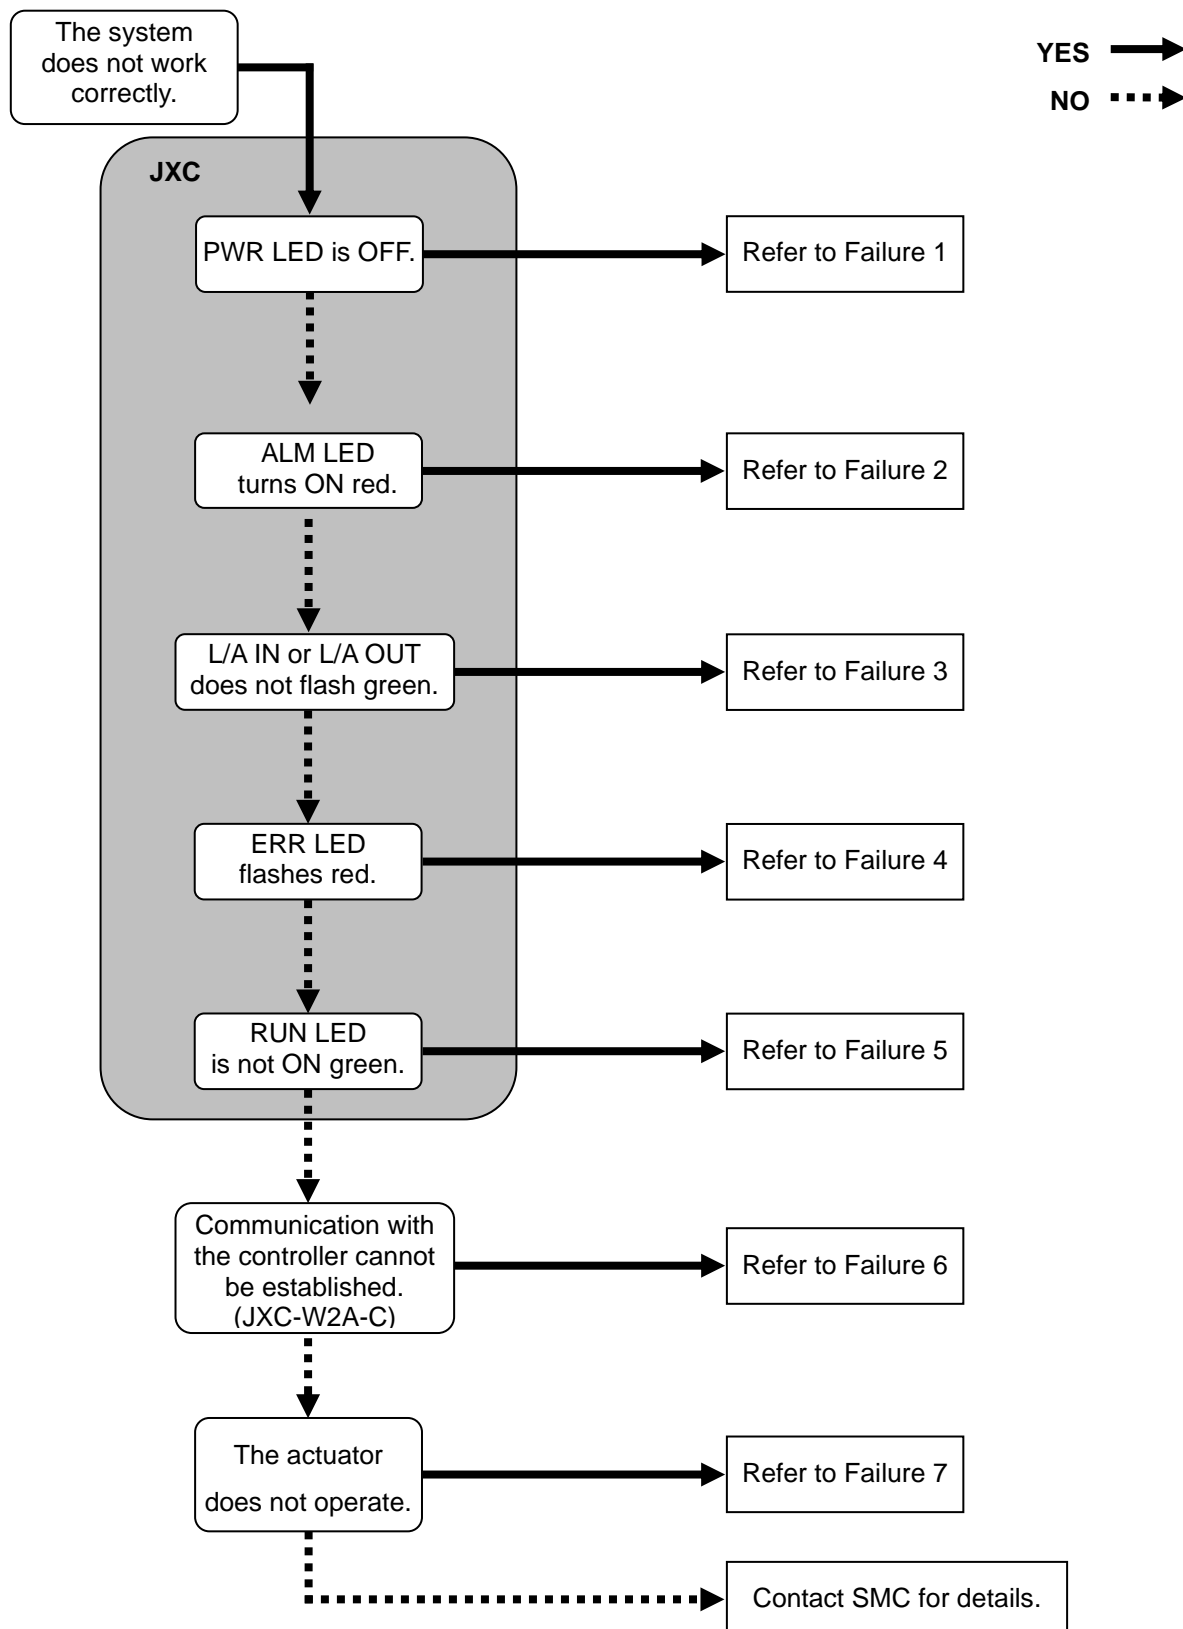 The system
does not work
correctly.
YES
NO
JXC
PWR LED is OFF.
Refer to Failure 1
ALM LED
turns ON red.
Refer to Failure 2
L/A IN or L/A OUT
does not flash green.
Refer to Failure 3
ERR LED
flashes red.
Refer to Failure 4
RUN LED
is not ON green.
Refer to Failure 5
Communication with
the controller cannot
be established.
(JXC-W2A-C)
Refer to Failure 6
The actuator
does not operate.
Refer to Failure 7
Contact SMC for details.